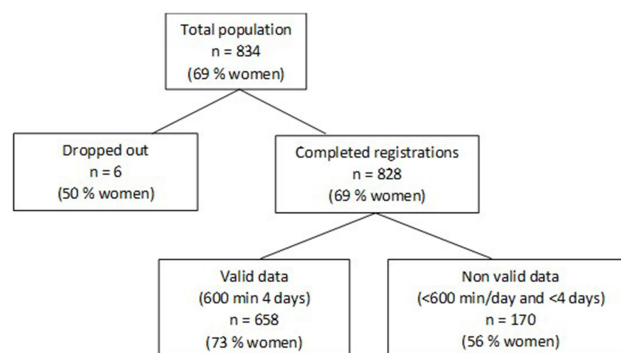 Total population
n = 834
(69 % women)
Dropped out
n = 6
(50 % women)
Completed registrations
n = 828
(69 % women)
Valid data
(600 min 4 days)
n = 658
(73 % women)
Non valid data
(<600 min/day and <4 days)
n = 170
(56 % women)